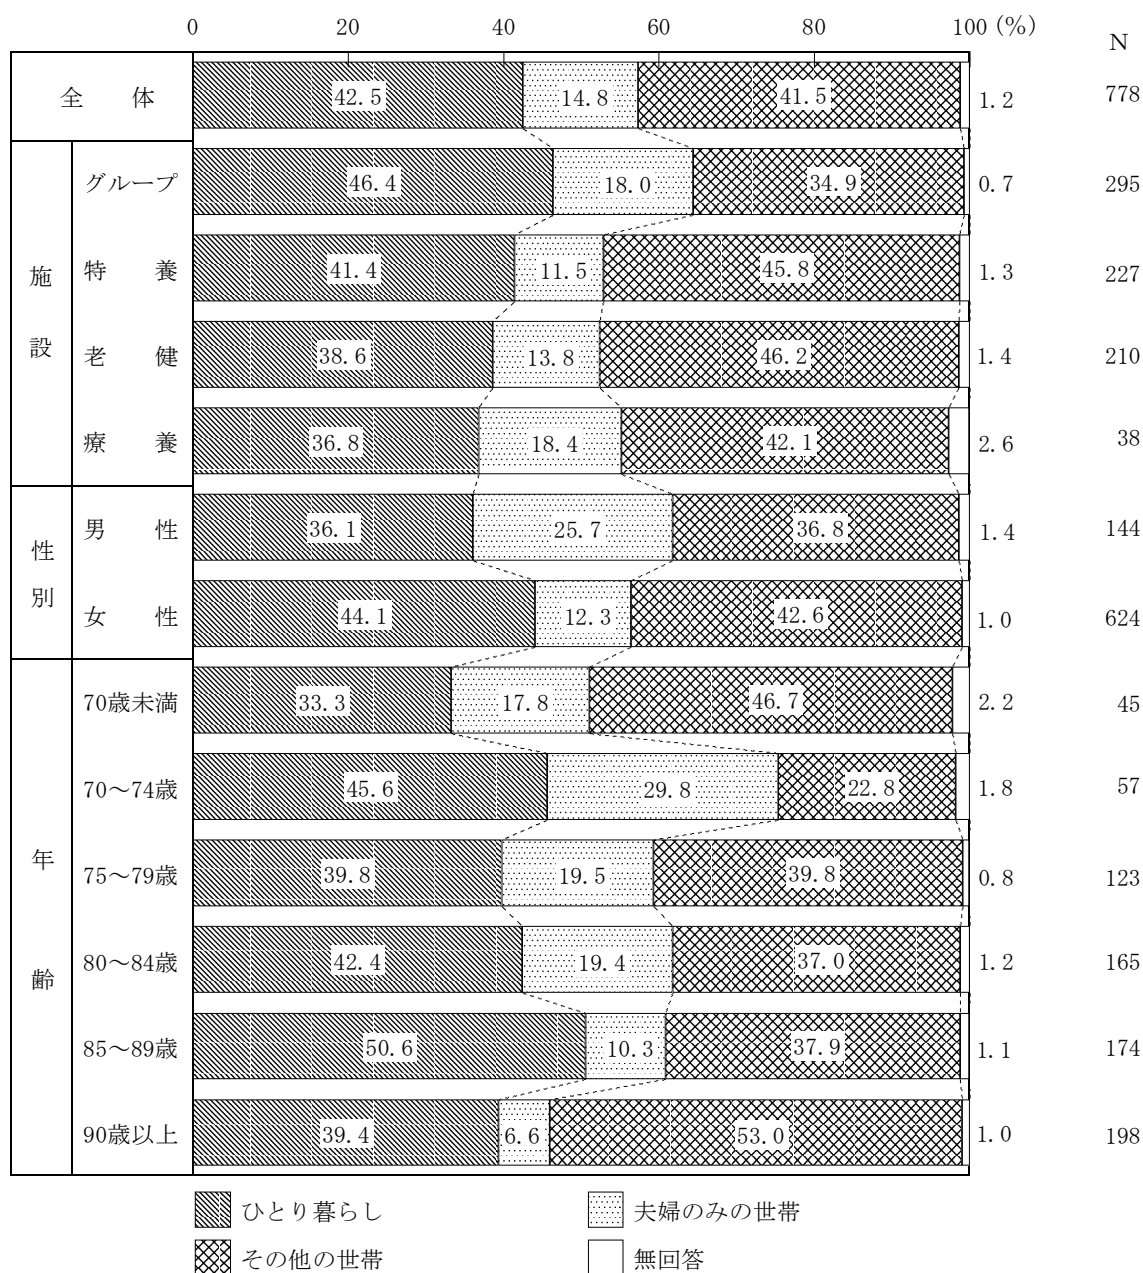 0 20 40 60 80 100 (%)
N
全 体 42.5 14.8 41.5 1.2 778
施設
グループ 46.4 18.0 34.9 0.7 295
特 養 41.4 11.5 45.8 1.3 227
老 健 38.6 13.8 46.2 1.4 210
療 養 36.8 18.4 42.1 2.6 38
性別
男 性 36.1 25.7 36.8 1.4 144
女 性 44.1 12.3 42.6 1.0 624
年齢
70歳未満 33.3 17.8 46.7 2.2 45
70～74歳 45.6 29.8 22.8 1.8 57
75～79歳 39.8 19.5 39.8 0.8 123
80～84歳 42.4 19.4 37.0 1.2 165
85～89歳 50.6 10.3 37.9 1.1 174
90歳以上 39.4 6.6 53.0 1.0 198
ひとり暮らし 夫婦のみの世帯
その他の世帯 無回答